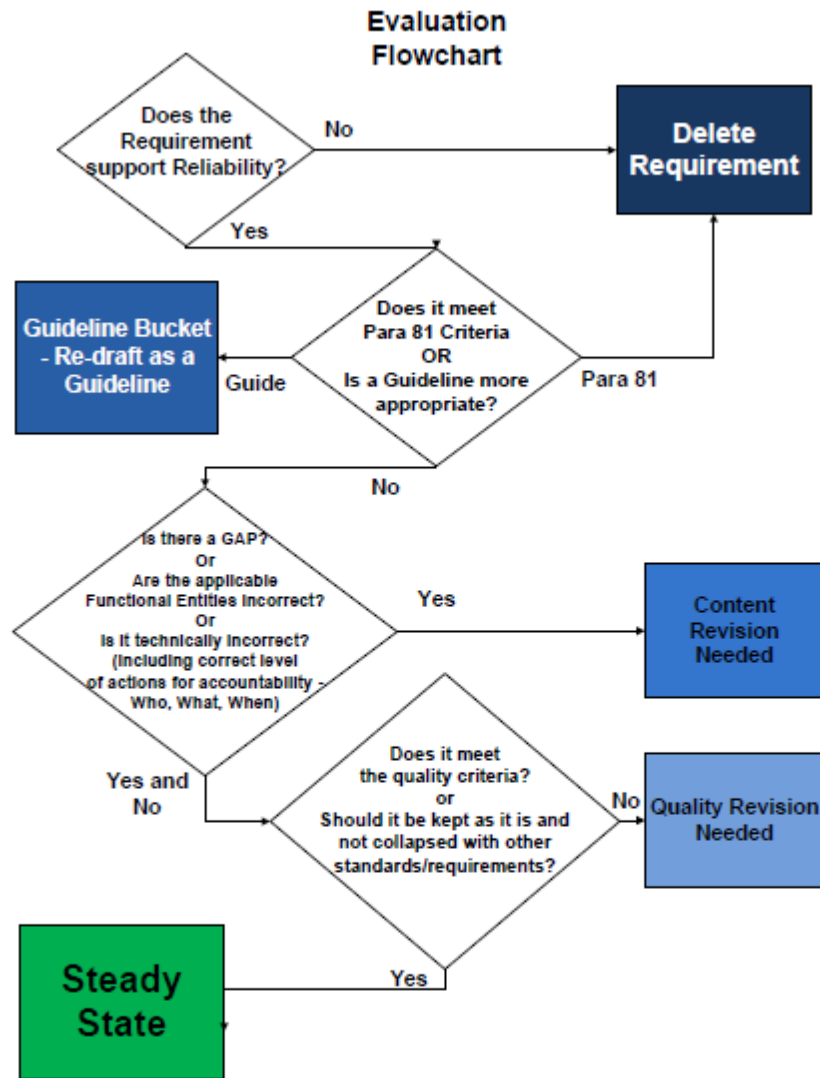 Evaluation
Flowchart
Does the
Requirement
support Reliability?
No
Delete
Requirement
Yes
Does it meet
Para 81 Criteria
OR
Is a Guideline more
appropriate?
Guideline Bucket
- Re-draft as a
Guideline
Guide
Para 81
No
Is there a GAP?
Or
Are the applicable
Functional Entities Incorrect?
Or
Is it technically incorrect?
(Including correct level
of actions for accountability -
Who, What, When)
Yes
Content
Revision
Needed
Yes and
No
Does it meet
the quality criteria?
or
Should it be kept as it is and
not collapsed with other
standards/requirements?
No
Quality Revision
Needed
Yes
Steady
State